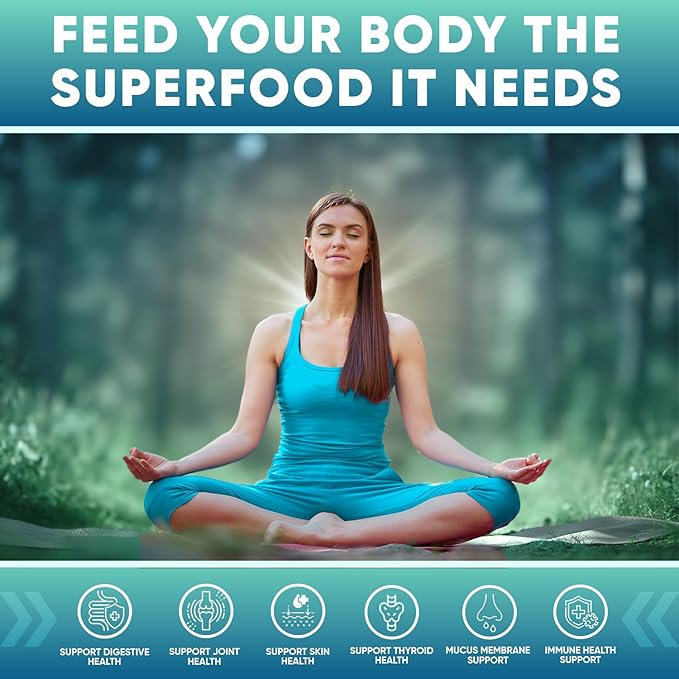 FEED YOUR BODY THE
SUPERFOOD IT NEEDS
SUPPORT DIGESTIVE
HEALTH
SUPPORT JOINT
HEALTH
SUPPORT SKIN
HEALTH
SUPPORT THYROID
HEALTH
MUCUS MEMBRANE
SUPPORT
IMMUNE HEALTH
SUPPORT